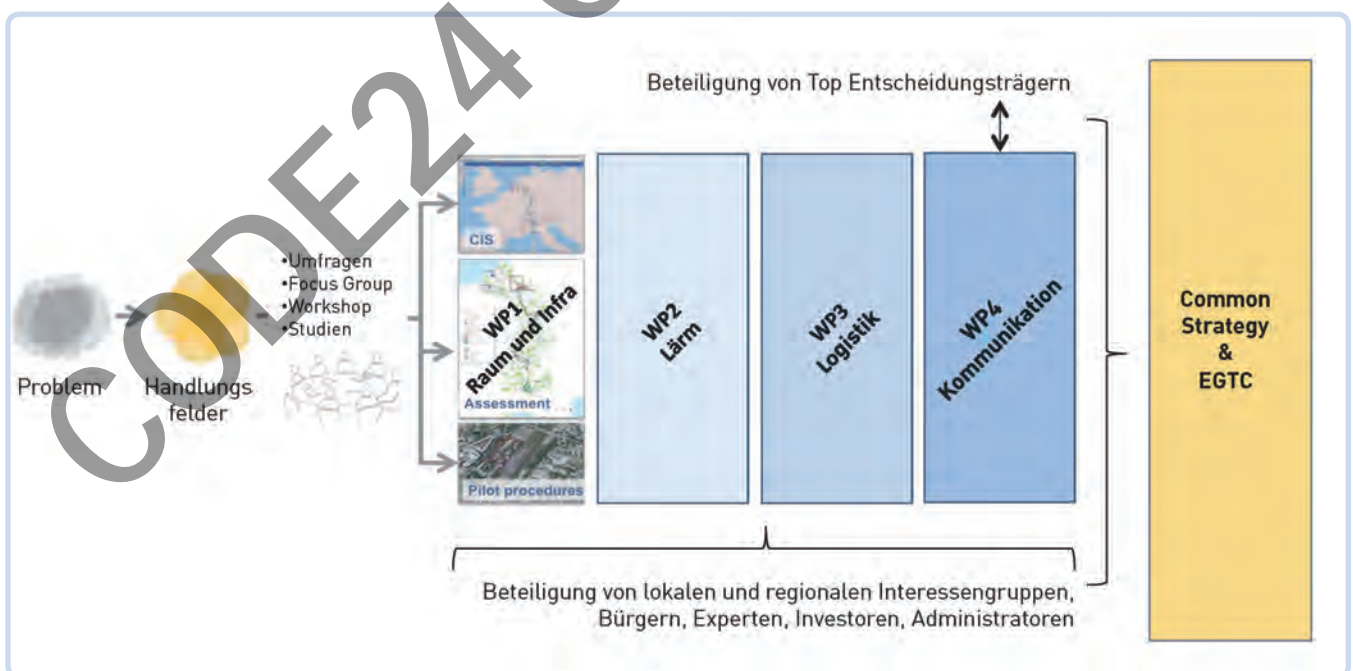 CODE24
Beteiligung von Top Entscheidungsträgern
•Umfragen
•Focus Group
•Workshop
•Studien
Problem
Handlungs
felder
CIS
WP1
Raum und Infra
Assessment
Pilot procedures
WP2
Lärm
WP3
Logistik
WP4
Kommunikation
Common
Strategy
&
EGTC
Beteiligung von lokalen und regionalen Interessengruppen,
Bürgern, Experten, Investoren, Administratoren